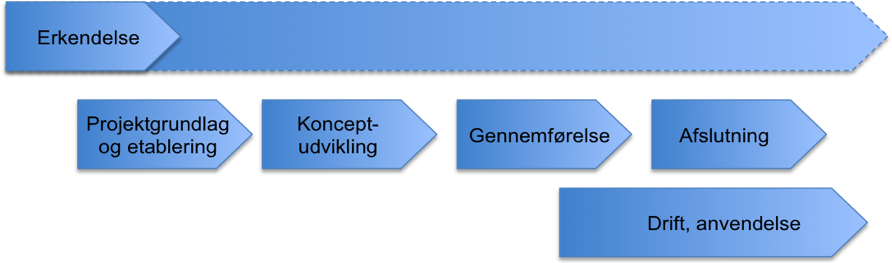 Erkendelse
Projektgrundlag
og etablering
Koncept-
udvikling
Gennemførelse
Afslutning
Drift, anvendelse